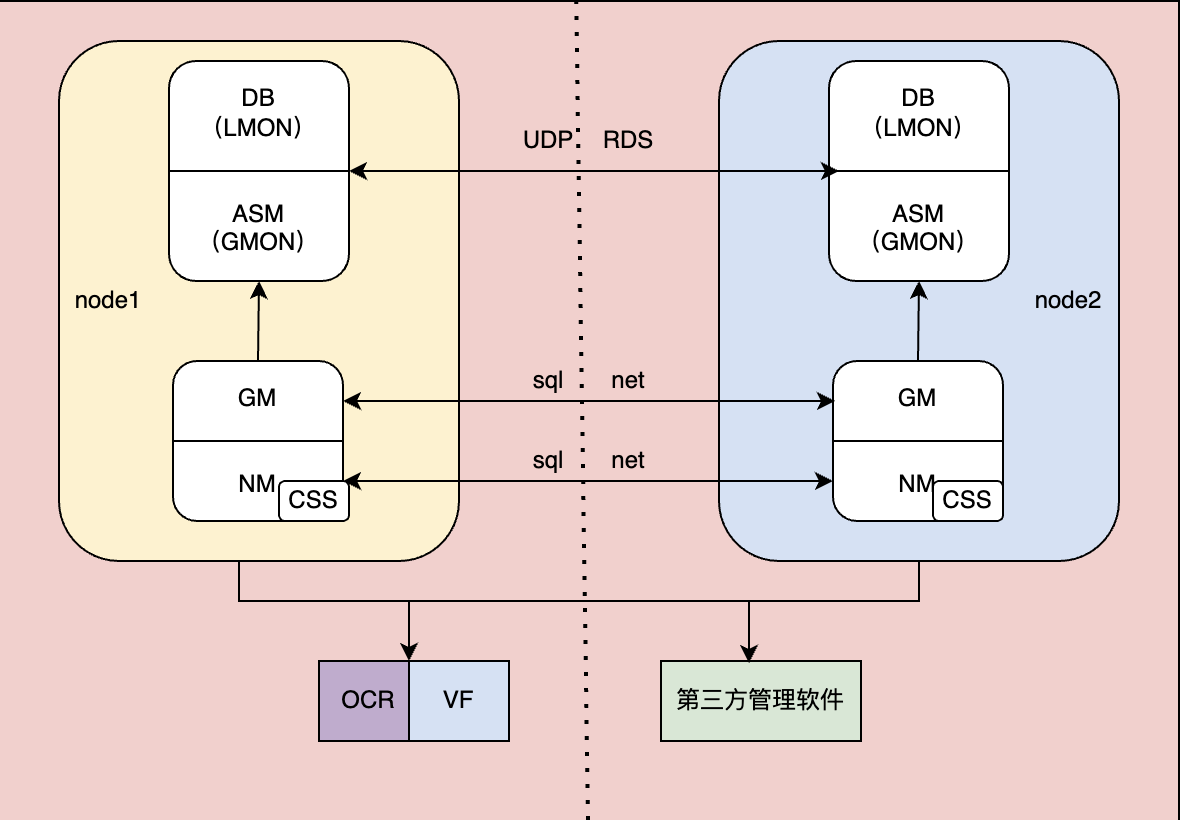 DB
（LMON）
DB
（LMON）
UDP
RDS
ASM
（GMON）
ASM
（GMON）
node1
node2
sql
net
GM
GM
sql
net
NM
CSS
NM
CSS
OCR
VF
第三方管理软件